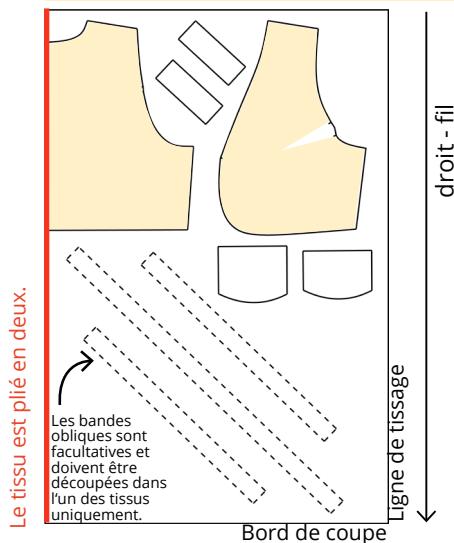 Le tissu est plié en deux.
droit - fil
Ligne de tissage
Les bandes
obliques sont
facultatives et
doivent être
découpées dans
l'un des tissus
uniquement.
Bord de coupe